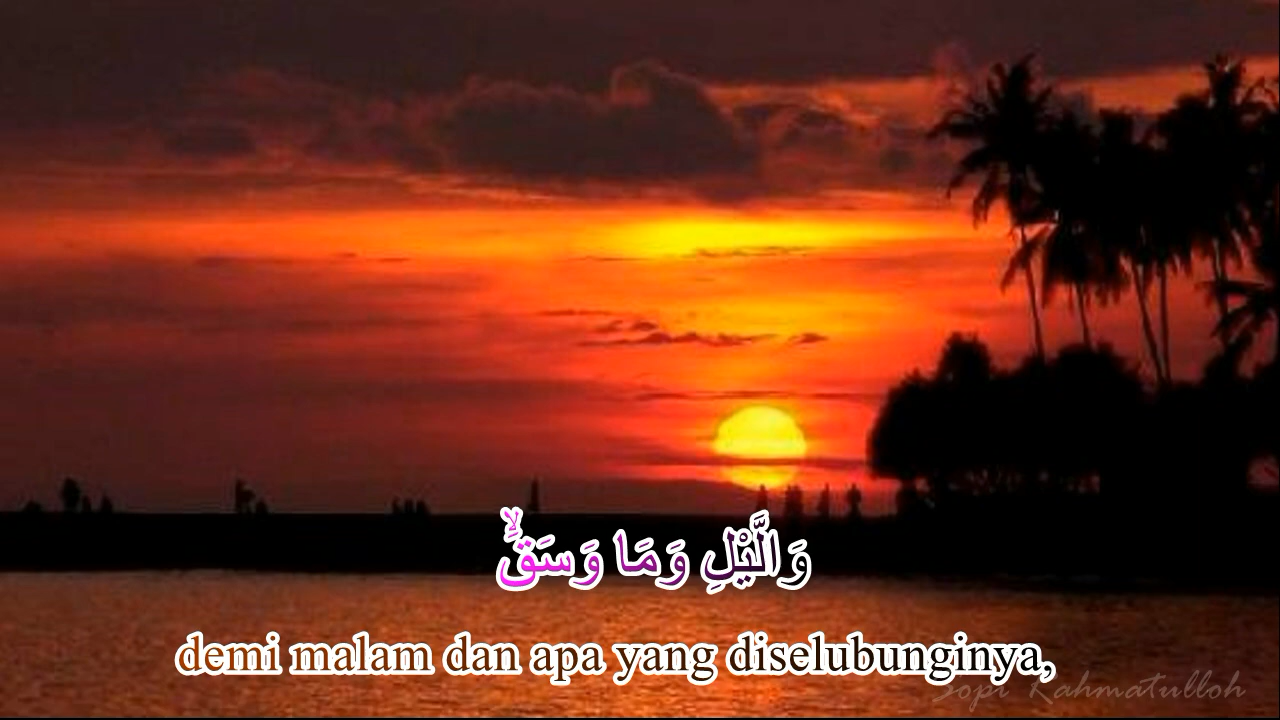 وَالَّيْلِ وَمَا وَسَقَۙ
demi malam dan apa yang diselubunginya,
Sopi Rahmatulloh